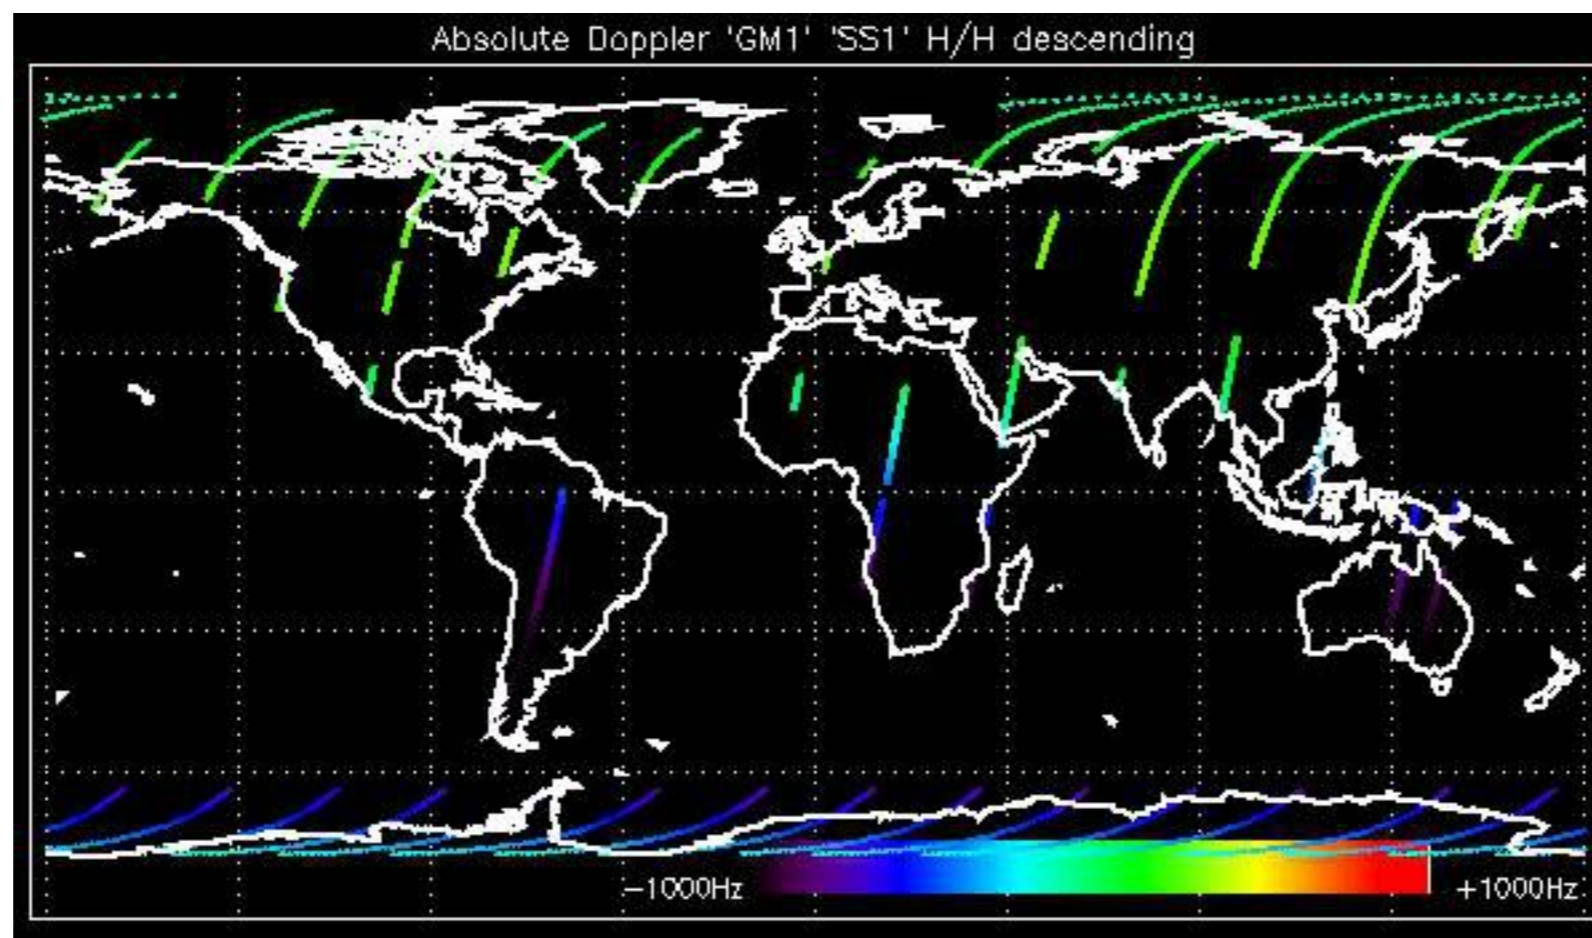 Absolute Doppler 'GM1' 'SS1' H/H descending
-1000Hz +1000Hz